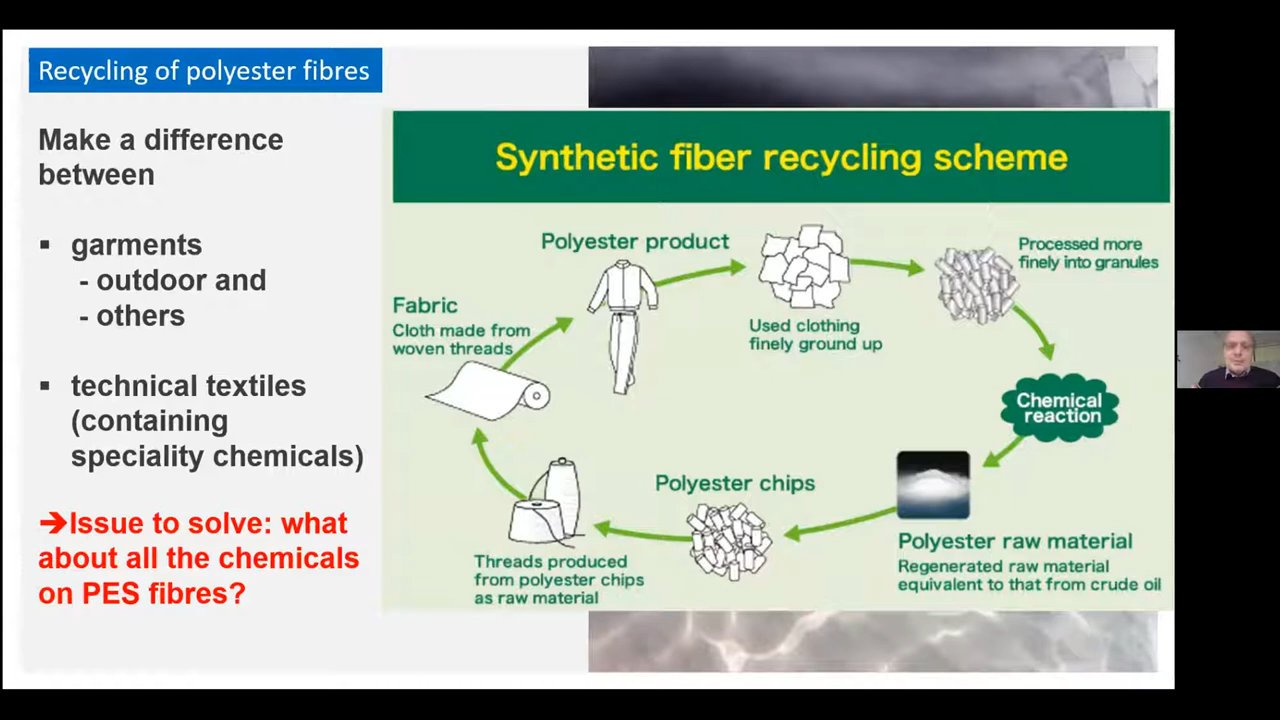 Recycling of polyester fibres
Make a difference
between
▪ garments
- outdoor and
- others
▪ technical textiles
(containing
speciality chemicals)
➔Issue to solve: what
about all the chemicals
on PES fibres?
Synthetic fiber recycling scheme
Polyester product
Used clothing
finely ground up
Processed more
finely into granules
Chemical
reaction
Polyester raw material
Regenerated raw material
equivalent to that from crude oil
Polyester chips
Threads produced
from polyester chips
as raw material
Fabric
Cloth made from
woven threads